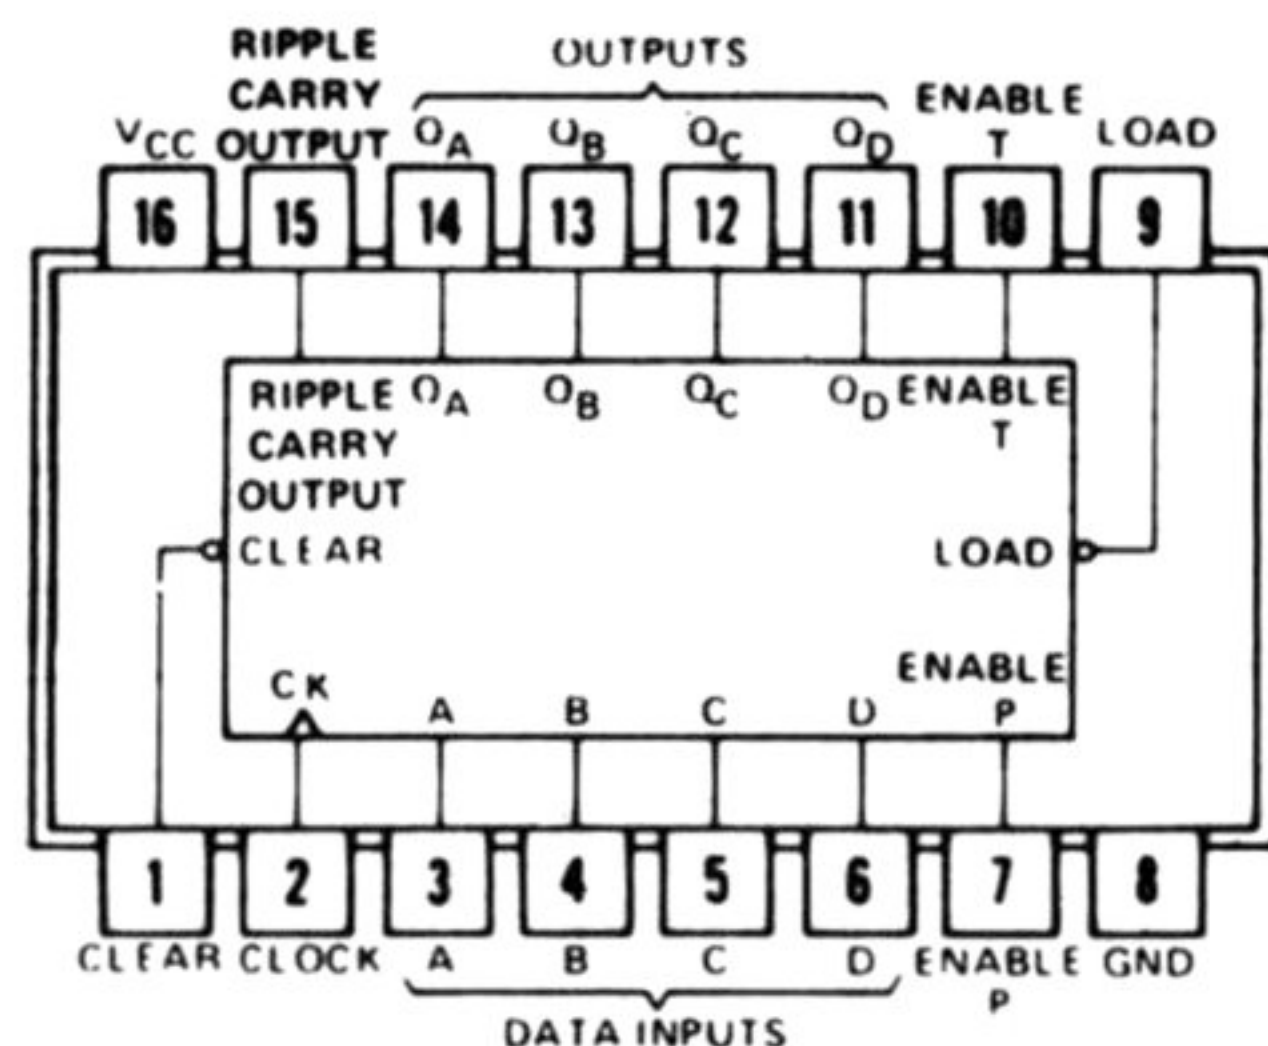 RIPPLE
CARRY
OUTPUT
OUTPUTS
VCC QA QB QC QD ENABLE
T
LOAD
16 15 14 13 12 11 10 9
RIPPLE QA QB QC QD ENABLE
CARRY
T
OUTPUT
CLEAR LOAD
ENABLE
CK A B C D P
1 2 3 4 5 6 7 8
CLEAR CLOCK A B C D ENABLE GND
P
DATA INPUTS